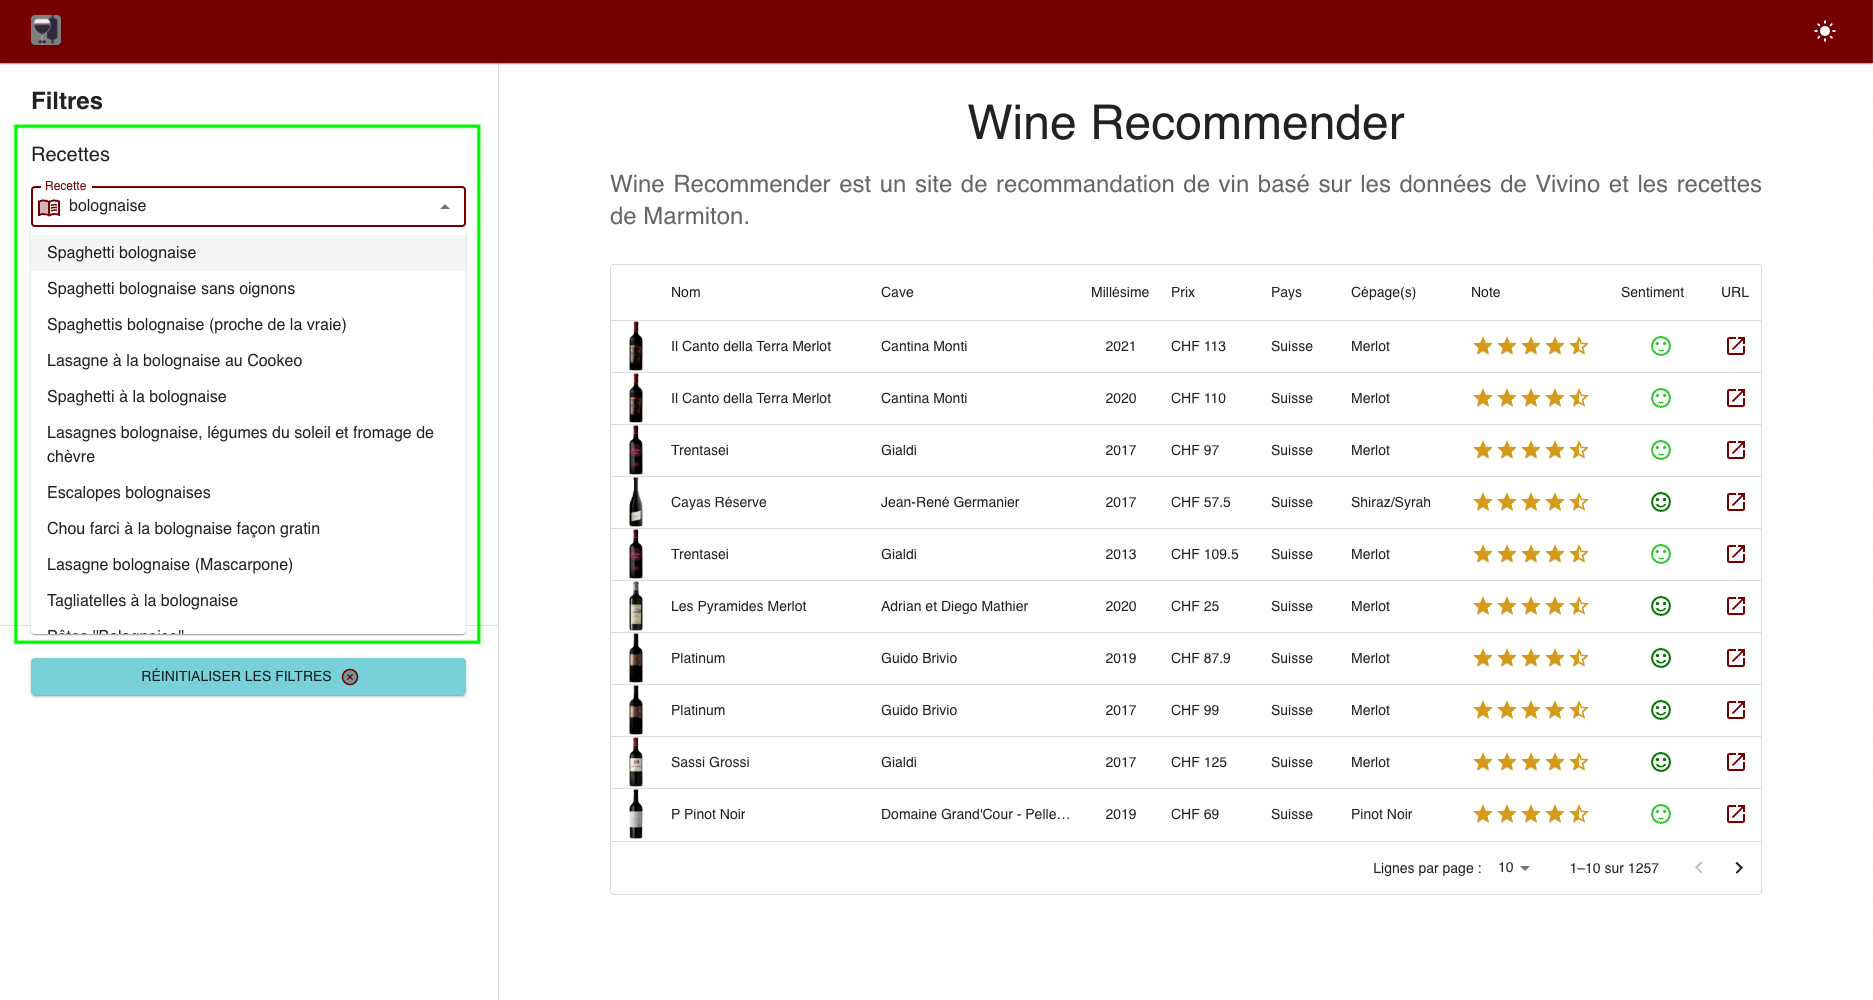 Filtres
Recettes
Recette
bolognaise
Spaghetti bolognaise
Spaghetti bolognaise sans oignons
Spaghettis bolognaise (proche de la vraie)
Lasagne à la bolognaise au Cookeo
Spaghetti à la bolognaise
Lasagnes bolognaise, légumes du soleil et fromage de
chèvre
Escalopes bolognaises
Chou farci à la bolognaise façon gratin
Lasagne bolognaise (Mascarpone)
Tagliatelles à la bolognaise
Pâtes "Bolognaise"
RÉINITIALISER LES FILTRES
Wine Recommender
Wine Recommender est un site de recommandation de vin basé sur les données de Vivino et les recettes
de Marmiton.
Nom Cave Millésime Prix Pays Cépage(s) Note Sentiment URL
Il Canto della Terra Merlot Cantina Monti 2021 CHF 113 Suisse Merlot
Il Canto della Terra Merlot Cantina Monti 2020 CHF 110 Suisse Merlot
Trentasei Gialdi 2017 CHF 97 Suisse Merlot
Cayas Réserve Jean-René Germanier 2017 CHF 57.5 Suisse Shiraz/Syrah
Trentasei Gialdi 2013 CHF 109.5 Suisse Merlot
Les Pyramides Merlot Adrian et Diego Mathier 2020 CHF 25 Suisse Merlot
Platinum Guido Brivio 2019 CHF 87.9 Suisse Merlot
Platinum Guido Brivio 2017 CHF 99 Suisse Merlot
Sassi Grossi Gialdi 2017 CHF 125 Suisse Merlot
P Pinot Noir Domaine Grand'Cour - Pelle... 2019 CHF 69 Suisse Pinot Noir
Lignes par page : 10 1–10 sur 1257